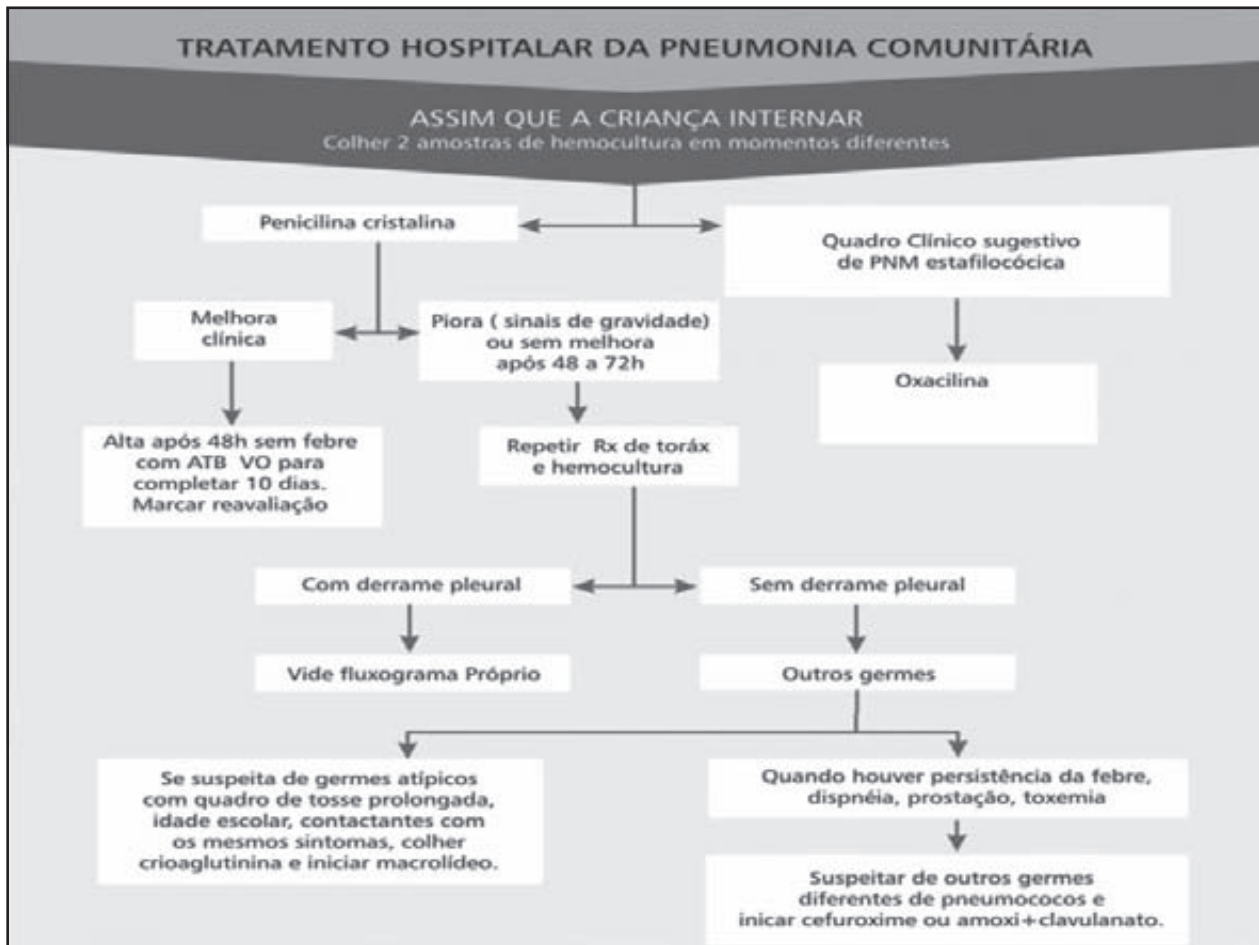 TRATAMENTO HOSPITALAR DA PNEUMONIA COMUNITÁRIA
ASSIM QUE A CRIANÇA INTERNAR
Colher 2 amostras de hemocultura em momentos diferentes
Penicilina cristalina
Quadro Clínico sugestivo
de PNM estafilocócica
Melhora
clínica
Piora ( sinais de gravidade)
ou sem melhora
após 48 a 72h
Oxacilina
Alta após 48h sem febre
com ATB VO para
completar 10 dias.
Marcar reavaliação
Repetir Rx de toráx
e hemocultura
Com derrame pleural
Sem derrame pleural
Vide fluxograma Próprio
Outros germes
Se suspeita de germes atípicos
com quadro de tosse prolongada,
idade escolar, contactantes com
os mesmos sintomas, colher
crioaglutinina e iniciar macrolídeo.
Quando houver persistência da febre,
dispnéia, prostação, toxemia
Suspeitar de outros germes
diferentes de pneumococos e
inicar cefuroxime ou amoxi+clavulanato.